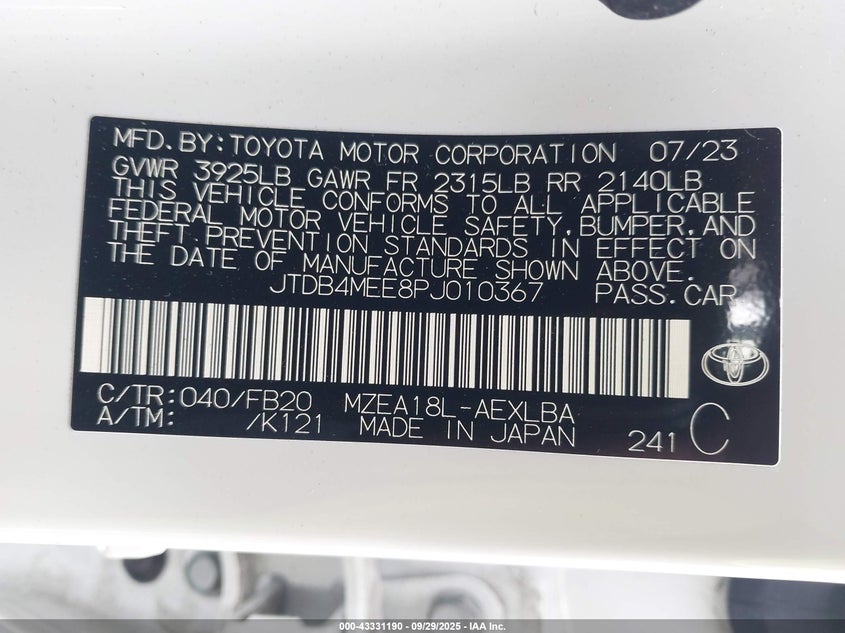 MFD.BY:TOYOTA MOTOR CORPORATION 07/23
GVWR 3925LB GAWR FR 2315LB RR 2140LB
THIS VEHICLE CONFORMS TO ALL APPLICABLE
FEDERAL MOTOR VEHICLE SAFETY,BUMPER,AND
THEFT PREVENTION STANDARDS IN EFFECT ON
THE DATE OF MANUFACTURE SHOWN ABOVE.
JTDB4MEE8PJ010367 PASS.CAR
C/TR:040/FB20 MZEA18L-AEXLBA
A/TM: /K121 MADE IN JAPAN 241 C
000-43331190 - 09/29/2025 - IAA Inc.